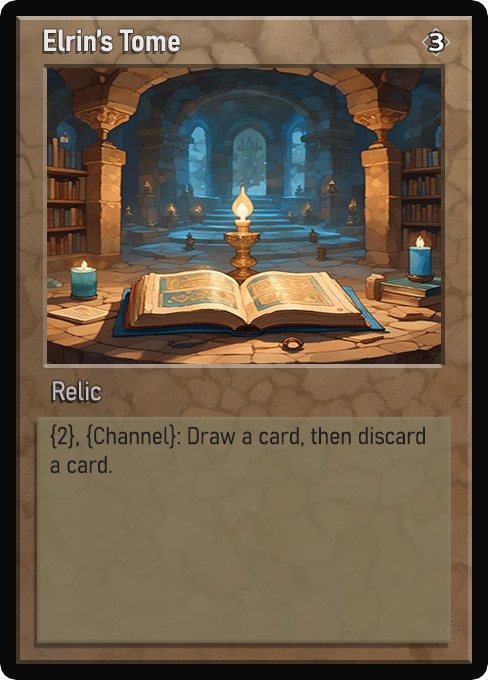 Elrin's Tome
3
Relic
{2}, {Channel}: Draw a card, then discard
a card.